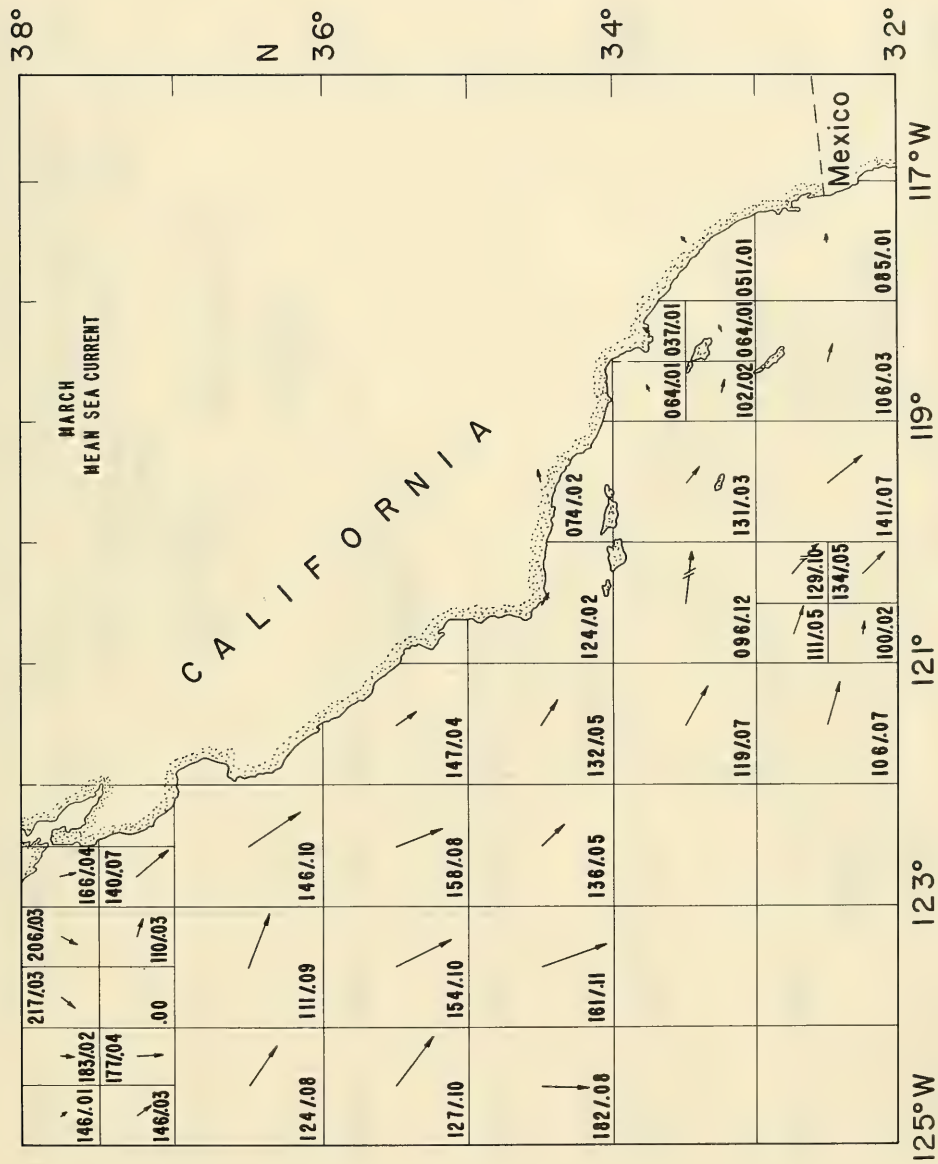 MARCH
MEAN SEA CURRENT
38°
N
36°
34°
32°
CALIFORNIA
Mexico
217/.03 206/.03
146/.01 183/.02 166/.04
177/.04 140/.07
146/.03 .00 110/.03
124/.08 111/.09 146/.10
127/.10 154/.10 158/.08 147/.04
182/.08 161/.11 136/.05 132/.05 124/.02 074/.02
064/.01 037/.01
119/.07 096/.12 131/.03 102/.02 064/.01 051/.01
111/.05 129/.10
134/.05
106/.07 100/.02 141/.07 106/.03 085/.01
125°W 123° 121° 119° 117°W